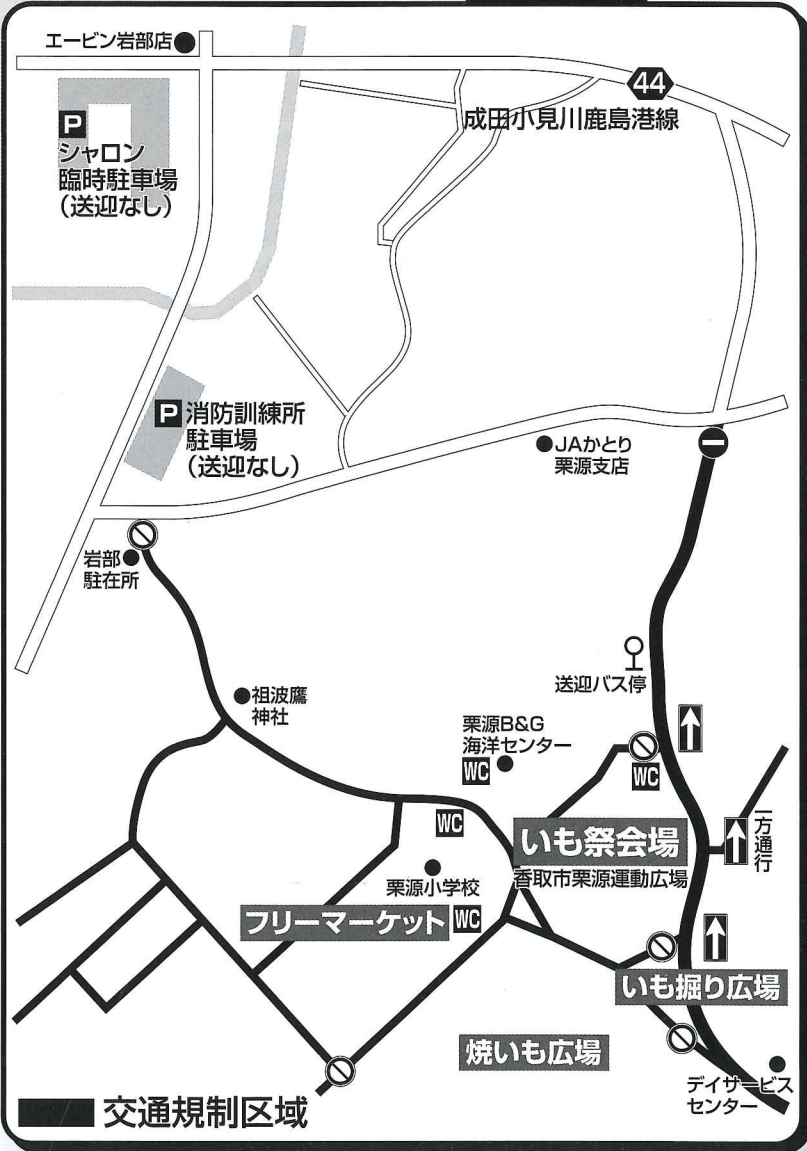 エービン岩部店
44
成田小見川鹿島港線
P
シャロン
臨時駐車場
（送迎なし）
P
消防訓練所
駐車場
（送迎なし）
JAかとり
栗源支店
岩部
駐在所
送迎バス停
祖波鷹
神社
栗源B&G
海洋センター
WC
WC
WC
いも祭会場
香取市栗源運動広場
一方通行
栗源小学校
フリーマーケット
WC
いも掘り広場
焼いも広場
デイサービス
センター
交通規制区域